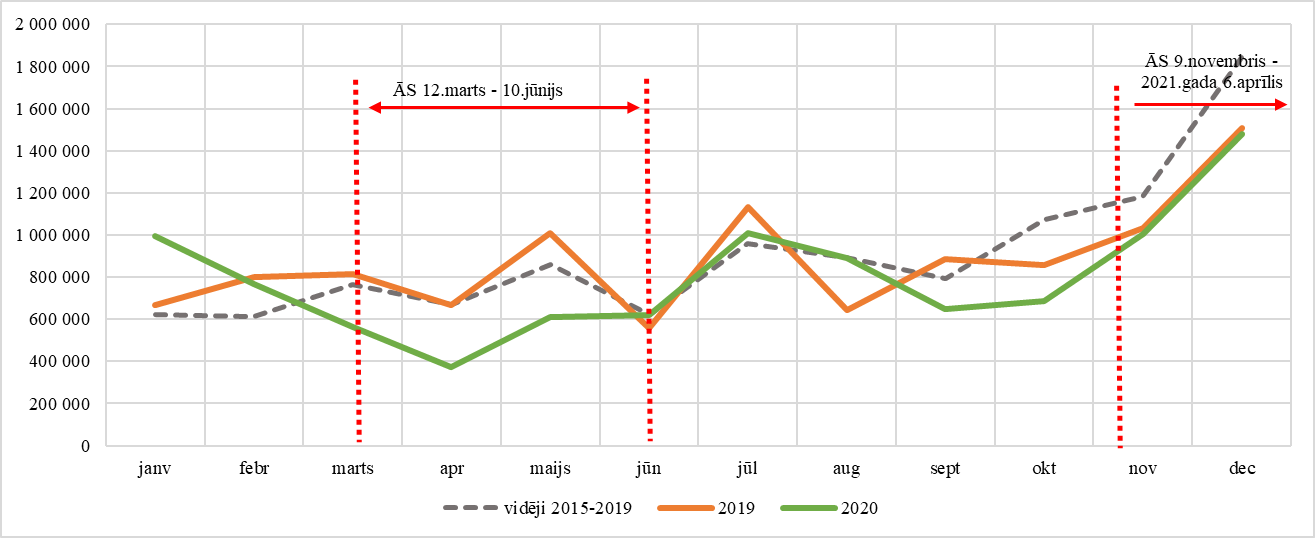 2 000 000
1 800 000
1 600 000
1 400 000
1 200 000
1 000 000
800 000
600 000
400 000
200 000
0
ĀS 12.marts - 10.jūnijs
ĀS 9.novembris -
2021.gada 6.aprīlis
janv febr marts apr maijs jūn jūl aug sept okt nov dec
vidēji 2015-2019 2019 2020